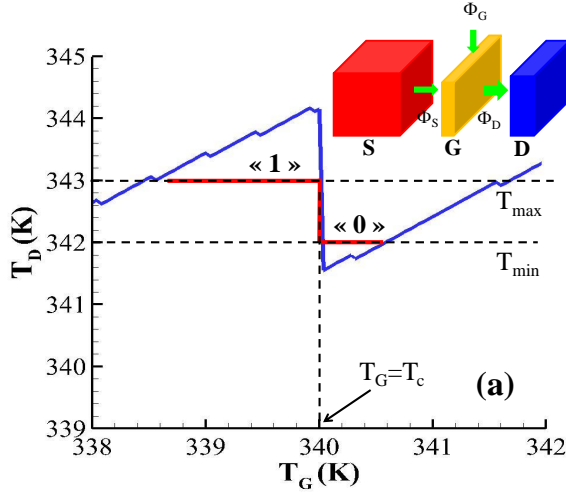 345
344
343
342
341
340
339
T_D (K)
338
339
340
341
342
T_G (K)
Φ_G
Φ_S
Φ_D
S
G
D
« 1 »
« 0 »
T_max
T_min
T_G=T_c
(a)